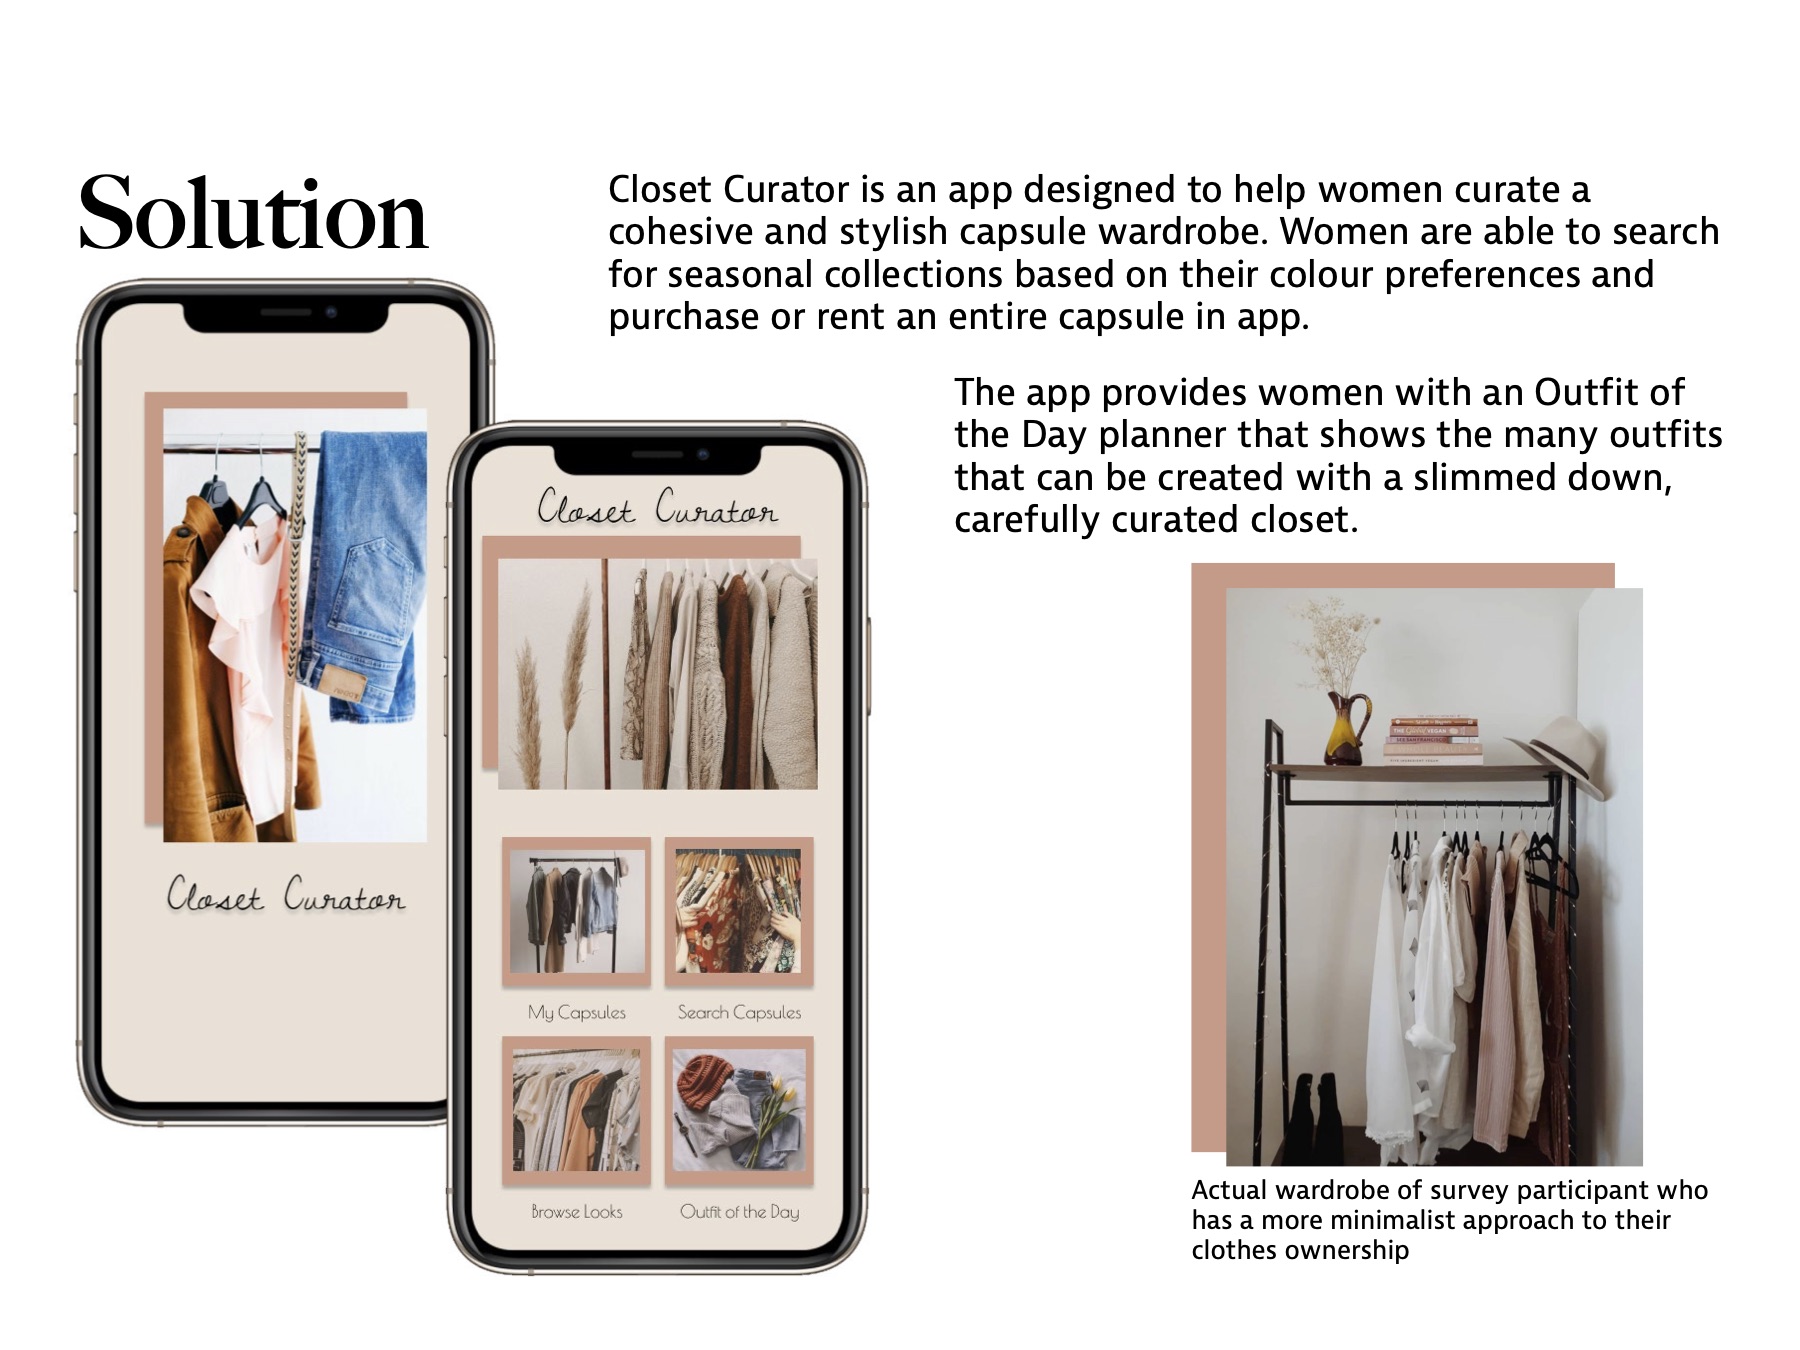 Solution
Closet Curator is an app designed to help women curate a
cohesive and stylish capsule wardrobe. Women are able to search
for seasonal collections based on their colour preferences and
purchase or rent an entire capsule in app.
The app provides women with an Outfit of
the Day planner that shows the many outfits
that can be created with a slimmed down,
carefully curated closet.
Closet Curator
Closet Curator
My Capsules
Search Capsules
Browse Looks
Outfit of the Day
VEGAN
SAN FRANCISCO
Actual wardrobe of survey participant who
has a more minimalist approach to their
clothes ownership